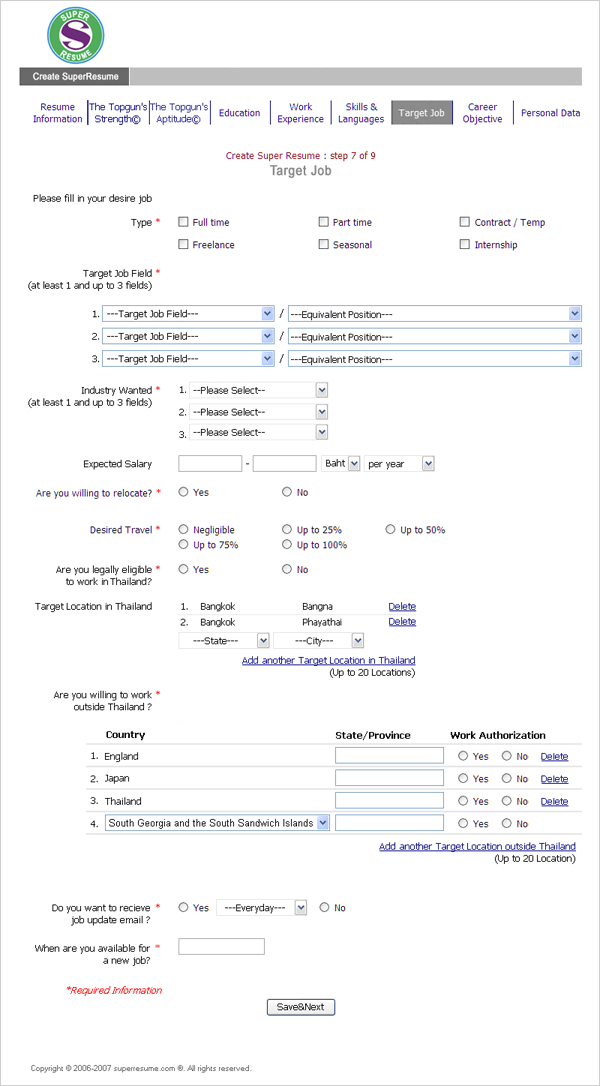 SUPER
S
RESUME
Create SuperResume
Resume Information
The Topgun's Strength©
The Topgun's Aptitude©
Education
Work Experience
Skills & Languages
Target Job
Career Objective
Personal Data
Create Super Resume : step 7 of 9
Target Job
Please fill in your desire job
Type * Full time Part time Contract / Temp
Freelance Seasonal Internship
Target Job Field *
(at least 1 and up to 3 fields)
1. ---Target Job Field--- / ---Equivalent Position---
2. ---Target Job Field--- / ---Equivalent Position---
3. ---Target Job Field--- / ---Equivalent Position---
Industry Wanted * 1. --Please Select--
(at least 1 and up to 3 fields)
2. --Please Select--
3. --Please Select--
Expected Salary - Baht per year
Are you willing to relocate? * Yes No
Desired Travel * Negligible Up to 25% Up to 50%
Up to 75% Up to 100%
Are you legally eligible * Yes No
to work in Thailand?
Target Location in Thailand 1. Bangkok Bangna Delete
2. Bangkok Phayathai Delete
---State--- ---City---
Add another Target Location in Thailand
(Up to 20 Locations)
Are you willing to work *
outside Thailand ?
Country State/Province Work Authorization
1. England Yes No Delete
2. Japan Yes No Delete
3. Thailand Yes No Delete
4. South Georgia and the South Sandwich Islands Yes No
Add another Target Location outside Thailand
(Up to 20 Location)
Do you want to recieve * Yes ---Everyday--- No
job update email ?
When are you available for *
a new job?
*Required Information
Save&Next
Copyright © 2006-2007 superresume.com ®. All rights reserved.